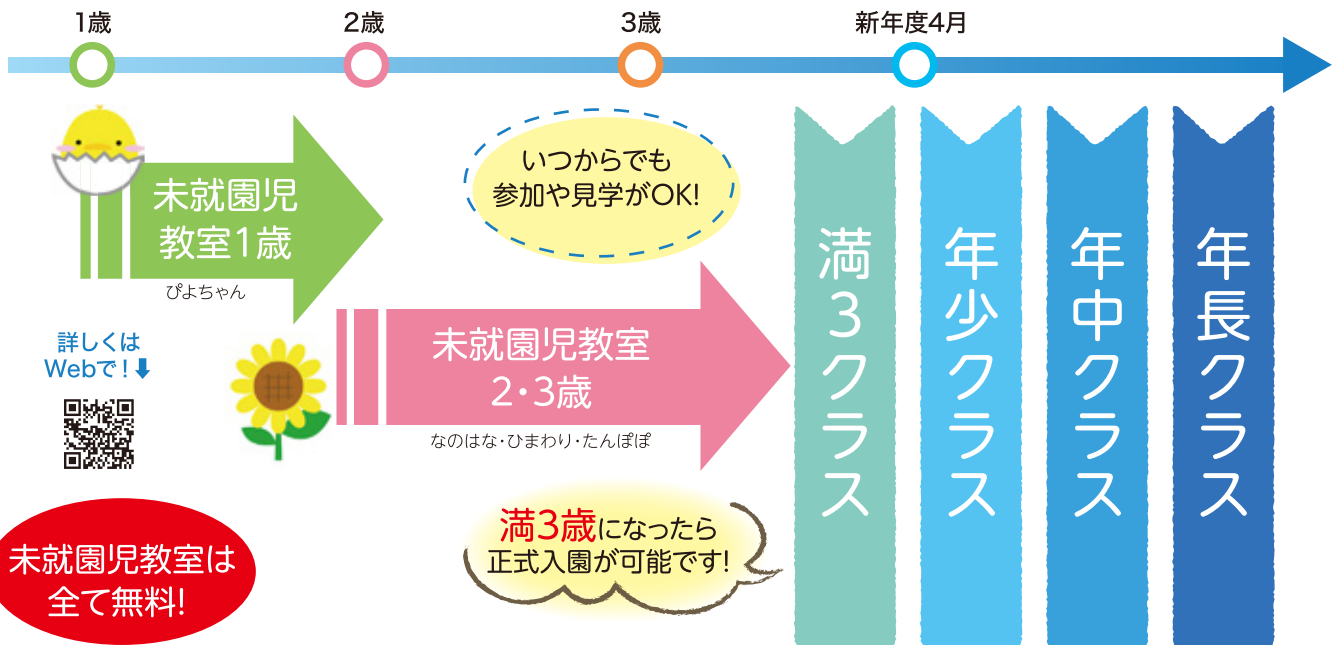 1歳
2歳
3歳
新年度4月
未就園児
教室1歳
ぴよちゃん
いつからでも
参加や見学がOK!
詳しくは
Webで!⬇
未就園児教室
2・3歳
なのはな・ひまわり・たんぽぽ
未就園児教室は
全て無料!
満3歳になったら
正式入園が可能です!
満3クラス
年少クラス
年中クラス
年長クラス